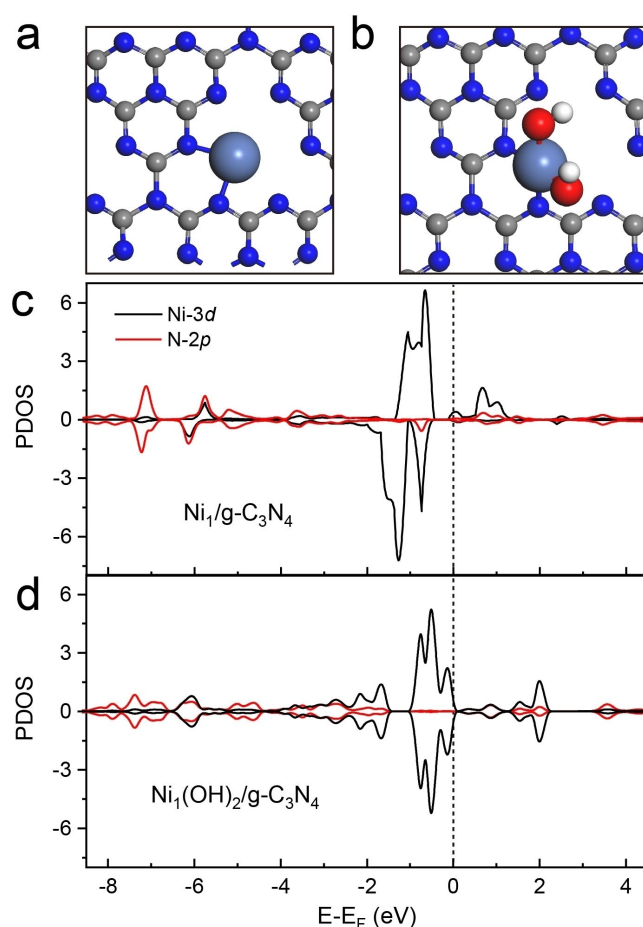 a
b
c
6
3
0
-3
-6
PDOS
Ni-3d
N-2p
Ni₁/g-C₃N₄
d
6
3
0
-3
-6
PDOS
Ni₁(OH)₂/g-C₃N₄
-8 -6 -4 -2 0 2 4
E-E_F (eV)